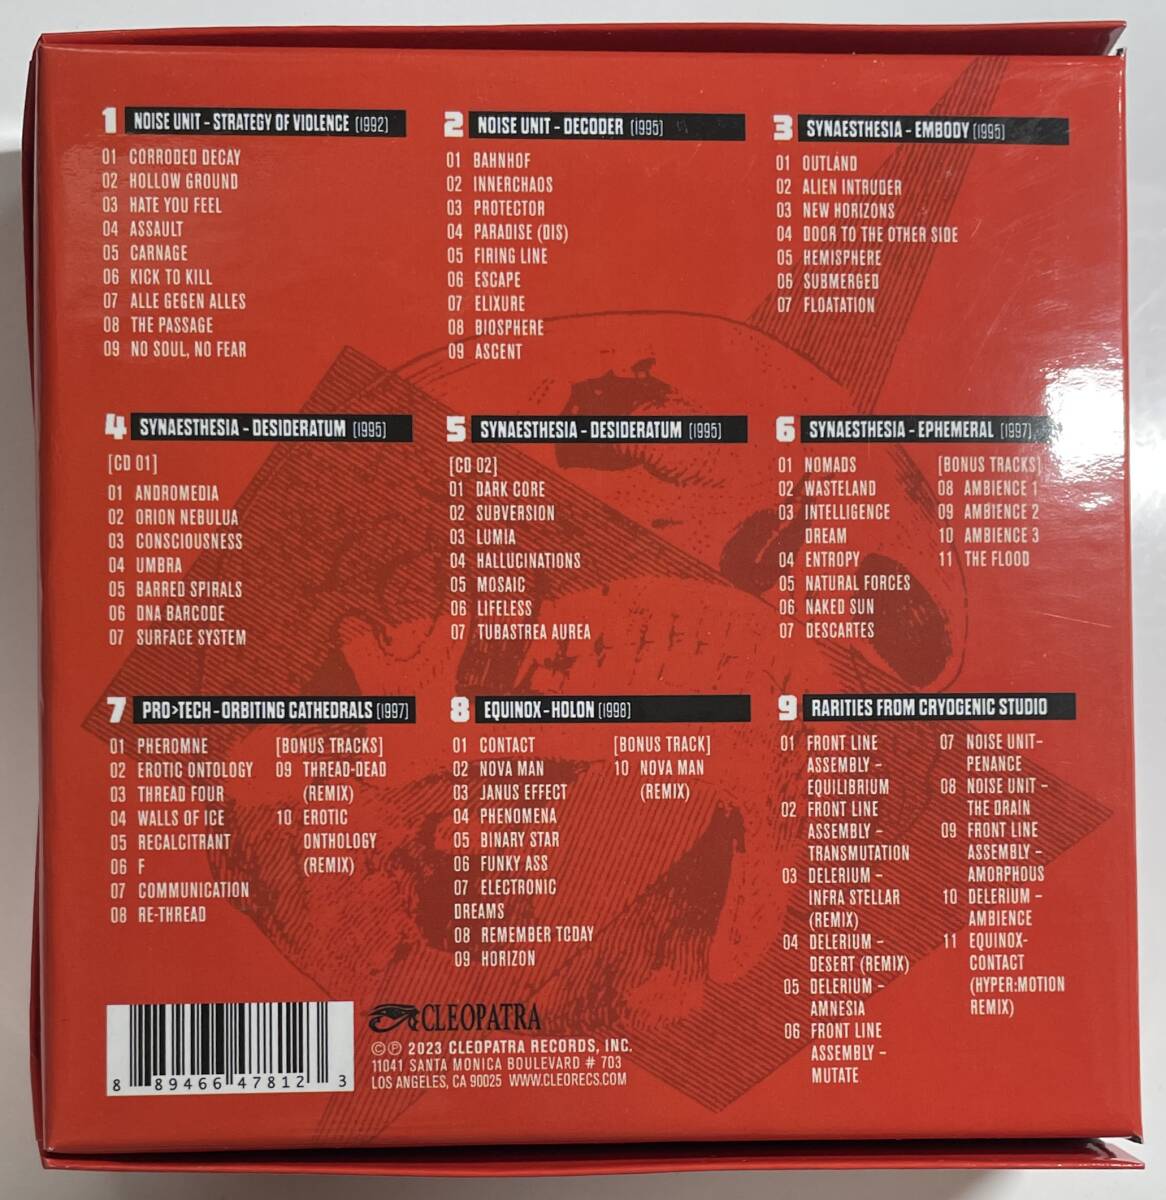 1 NOISE UNIT - STRATEGY OF VIOLENCE [1992]
01 CORRODED DECAY
02 HOLLOW GROUND
03 HATE YOU FEEL
04 ASSAULT
05 CARNAGE
06 KICK TO KILL
07 ALLE GEGEN ALLES
08 THE PASSAGE
09 NO SOUL, NO FEAR
2 NOISE UNIT - DECODER [1995]
01 BAHNHOF
02 INNERCHAOS
03 PROTECTOR
04 PARADISE (DIS)
05 FIRING LINE
06 ESCAPE
07 ELIXURE
08 BIOSPHERE
09 ASCENT
3 SYNAESTHESIA - EMBODY [1995]
01 OUTLAND
02 ALIEN INTRUDER
03 NEW HORIZONS
04 DOOR TO THE OTHER SIDE
05 HEMISPHERE
06 SUBMERGED
07 FLOATATION
4 SYNAESTHESIA - DESIDERATUM [1995]
[CD 01]
01 ANDROMEDIA
02 ORION NEBULUA
03 CONSCIOUSNESS
04 UMBRA
05 BARRED SPIRALS
06 DNA BARCODE
07 SURFACE SYSTEM
5 SYNAESTHESIA - DESIDERATUM [1995]
[CD 02]
01 DARK CORE
02 SUBVERSION
03 LUMIA
04 HALLUCINATIONS
05 MOSAIC
06 LIFELESS
07 TUBASTREA AUREA
6 SYNAESTHESIA - EPHEMERAL [1997]
01 NOMADS
02 WASTELAND
03 INTELLIGENCE
DREAM
04 ENTROPY
05 NATURAL FORCES
06 NAKED SUN
07 DESCARTES
[BONUS TRACKS]
08 AMBIENCE 1
09 AMBIENCE 2
10 AMBIENCE 3
11 THE FLOOD
7 PRO>TECH - ORBITING CATHEDRALS [1997]
01 PHEROMNE
02 EROTIC ONTOLOGY
03 THREAD FOUR
04 WALLS OF ICE
05 RECALCITRANT
06 F
07 COMMUNICATION
08 RE-THREAD
[BONUS TRACKS]
09 THREAD-DEAD
(REMIX)
10 EROTIC
ONTHOLOGY
(REMIX)
8 EQUINOX - HOLON [1998]
01 CONTACT
02 NOVA MAN
03 JANUS EFFECT
04 PHENOMENA
05 BINARY STAR
06 FUNKY ASS
07 ELECTRONIC
DREAMS
08 REMEMBER TCDAY
09 HORIZON
[BONUS TRACK]
10 NOVA MAN
(REMIX)
9 RARITIES FROM CRYOGENIC STUDIO
01 FRONT LINE
ASSEMBLY –
EQUILIBRIUM
02 FRONT LINE
ASSEMBLY –
TRANSMUTATION
03 DELERIUM –
INFRA STELLAR
(REMIX)
04 DELERIUM –
DESERT (REMIX)
05 DELERIUM –
AMNESIA
06 FRONT LINE
ASSEMBLY –
MUTATE
07 NOISE UNIT–
PENANCE
08 NOISE UNIT –
THE DRAIN
09 FRONT LINE
ASSEMBLY –
AMORPHOUS
10 DELERIUM –
AMBIENCE
11 EQUINOX-
CONTACT
(HYPER:MOTION
REMIX)
8 89466 47812 3
CLEOPATRA
©℗ 2023 CLEOPATRA RECORDS, INC.
11041 SANTA MONICA BOULEVARD # 703
LOS ANGELES, CA 90025 WWW.CLEORECS.COM